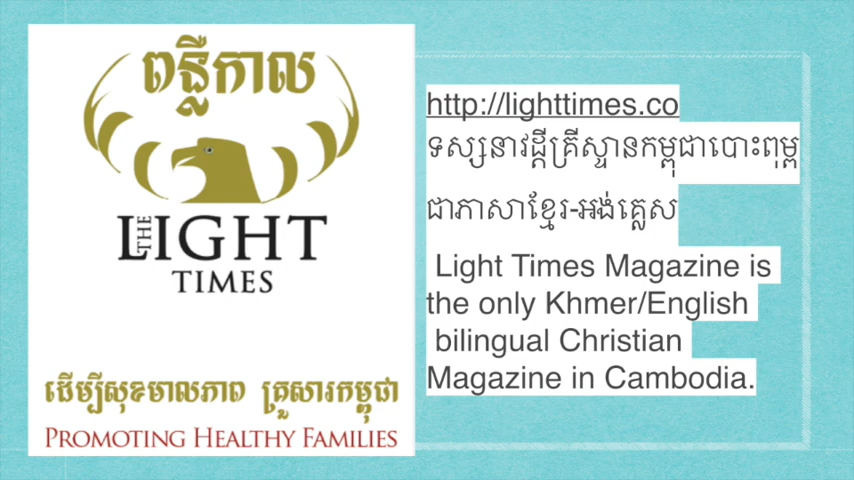 ពន្លឺកាល
THE LIGHT
TIMES
ដើម្បីសុខមាលភាព គ្រួសារកម្ពុជា
PROMOTING HEALTHY FAMILIES
http://lighttimes.co
ទស្សនាវដ្ដីគ្រីស្ទានកម្ពុជាបោះពុម្ព
ជាភាសាខ្មែរ-អង់គ្លេស
Light Times Magazine is
the only Khmer/English
bilingual Christian
Magazine in Cambodia.